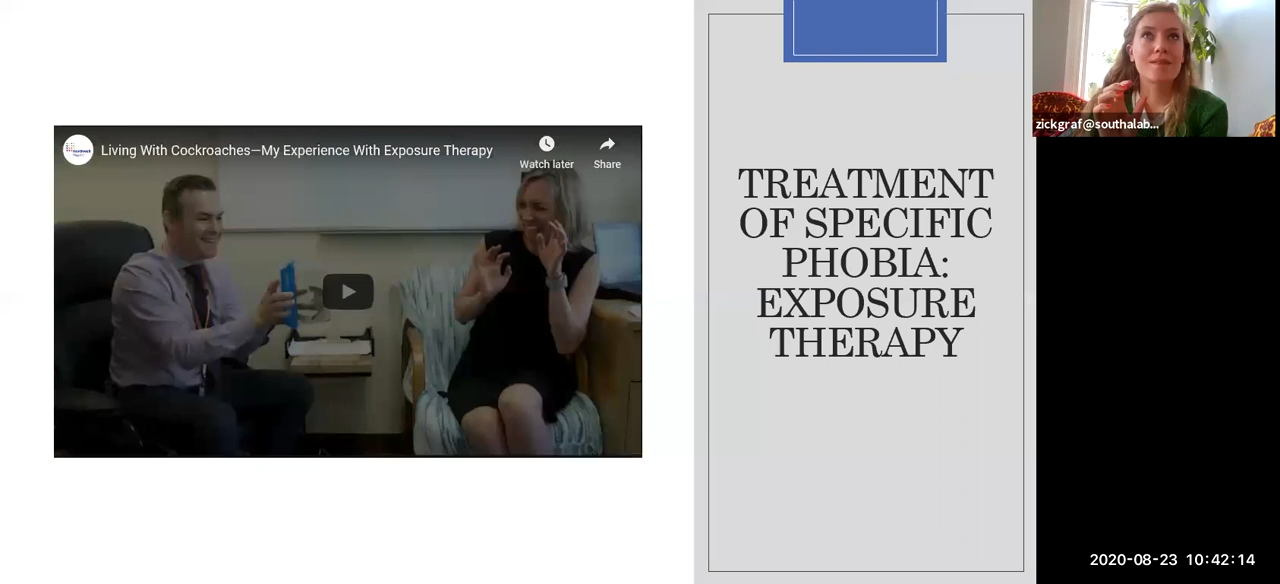 Living With Cockroaches—My Experience With Exposure Therapy
Watch later
Share
TREATMENT
OF SPECIFIC
PHOBIA:
EXPOSURE
THERAPY
zickgraf@southalab...
2020-08-23 10:42:14